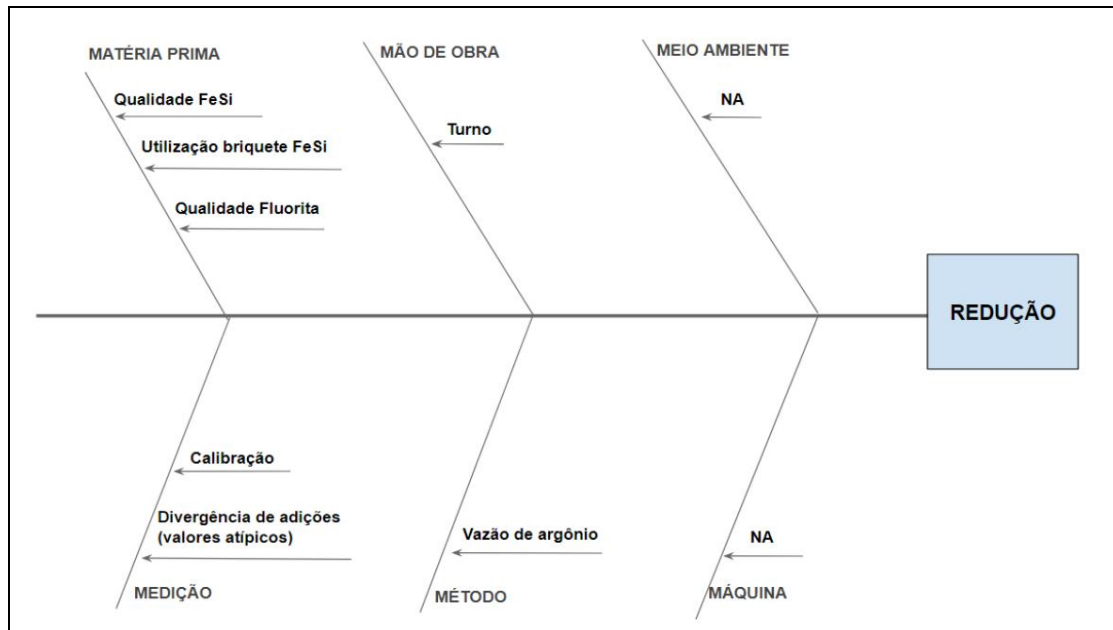 MATÉRIA PRIMA
Qualidade FeSi
Utilização briquete FeSi
Qualidade Fluorita
MÃO DE OBRA
Turno
MEIO AMBIENTE
NA
REDUÇÃO
Calibração
Divergência de adições
(valores atípicos)
MEDIÇÃO
Vazão de argônio
MÉTODO
NA
MÁQUINA